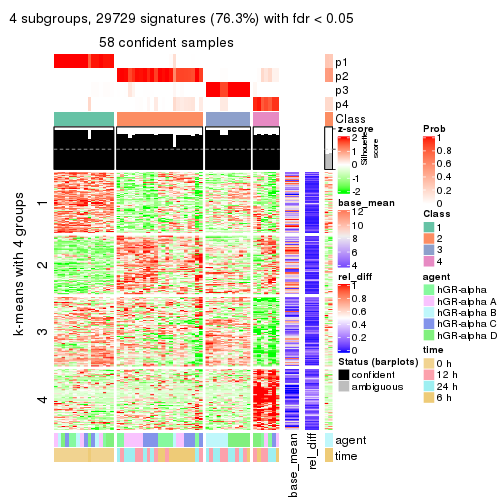 4 subgroups, 29729 signatures (76.3%) with fdr < 0.05
58 confident samples
p1
p2
p3
p4
Class
k-means with 4 groups
1
2
3
4
agent
time
base_mean
rel_diff
z-score
2
1
0
-1
-2
Silhouette
score
base_mean
12
10
8
6
4
rel_diff
1
0.8
0.6
0.4
0.2
0
Status (barplots)
confident
ambiguous
Prob
1
0.8
0.6
0.4
0.2
0
Class
1
2
3
4
agent
hGR-alpha
hGR-alpha A
hGR-alpha B
hGR-alpha C
hGR-alpha D
time
0 h
12 h
24 h
6 h